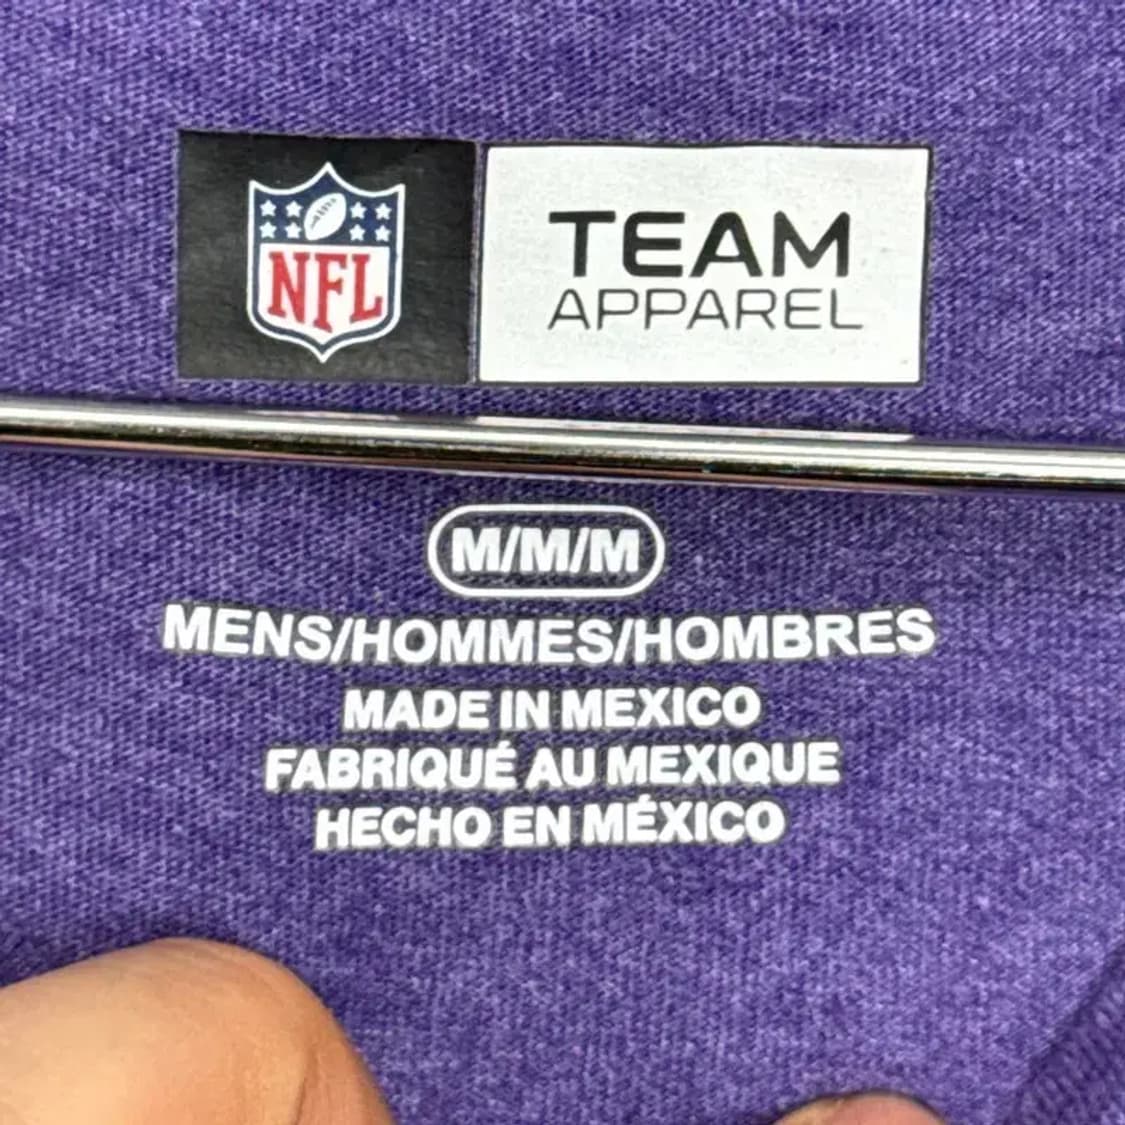 NFL
TEAM
APPAREL
M/M/M
MENS/HOMMES/HOMBRES
MADE IN MEXICO
FABRIQUÉ AU MEXIQUE
HECHO EN MÉXICO